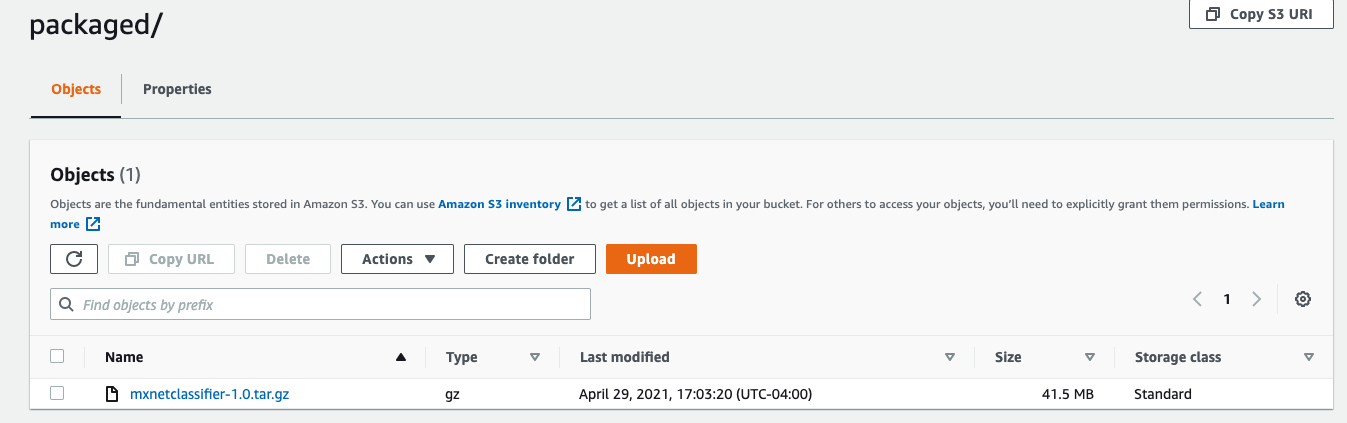 packaged/
Copy S3 URI
Objects
Properties
Objects (1)
Objects are the fundamental entities stored in Amazon S3. You can use Amazon S3 inventory to get a list of all objects in your bucket. For others to access your objects, you'll need to explicitly grant them permissions. Learn
more
Copy URL Delete Actions Create folder Upload
Find objects by prefix
1
Name Type Last modified Size Storage class
mxnetclassifier-1.0.tar.gz gz April 29, 2021, 17:03:20 (UTC-04:00) 41.5 MB Standard